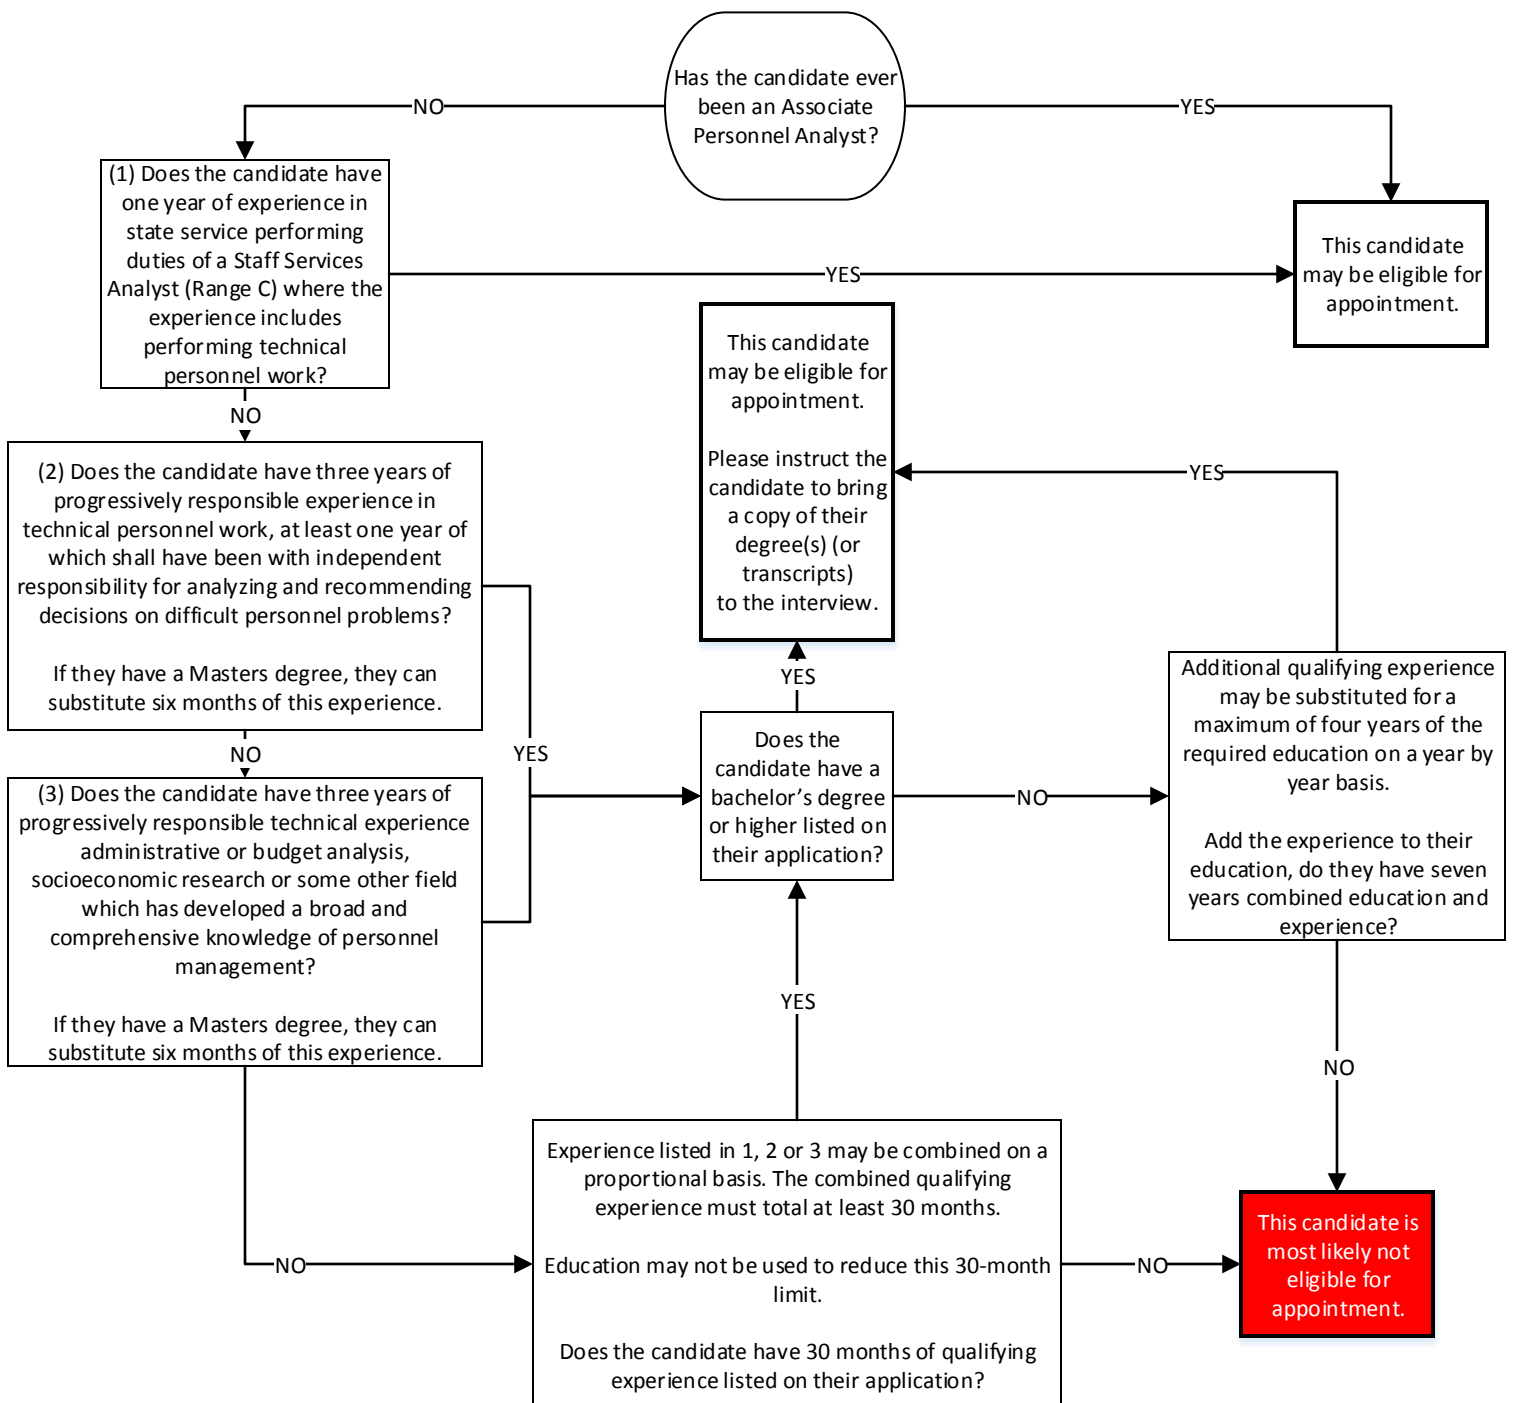 Has the candidate ever
been an Associate
Personnel Analyst?
NO
YES
(1) Does the candidate have
one year of experience in
state service performing
duties of a Staff Services
Analyst (Range C) where the
experience includes
performing technical
personnel work?
YES
This candidate
may be eligible for
appointment.
NO
This candidate
may be eligible for
appointment.
Please instruct the
candidate to bring
a copy of their
degree(s) (or
transcripts)
to the interview.
YES
(2) Does the candidate have three years of
progressively responsible experience in
technical personnel work, at least one year of
which shall have been with independent
responsibility for analyzing and recommending
decisions on difficult personnel problems?
If they have a Masters degree, they can
substitute six months of this experience.
YES
NO
YES
Does the
candidate have a
bachelor's degree
or higher listed on
their application?
NO
Additional qualifying experience
may be substituted for a
maximum of four years of the
required education on a year by
year basis.
Add the experience to their
education, do they have seven
years combined education and
experience?
(3) Does the candidate have three years of
progressively responsible technical experience
administrative or budget analysis,
socioeconomic research or some other field
which has developed a broad and
comprehensive knowledge of personnel
management?
If they have a Masters degree, they can
substitute six months of this experience.
YES
NO
NO
Experience listed in 1, 2 or 3 may be combined on a
proportional basis. The combined qualifying
experience must total at least 30 months.
Education may not be used to reduce this 30-month
limit.
Does the candidate have 30 months of qualifying
experience listed on their application?
NO
This candidate is
most likely not
eligible for
appointment.